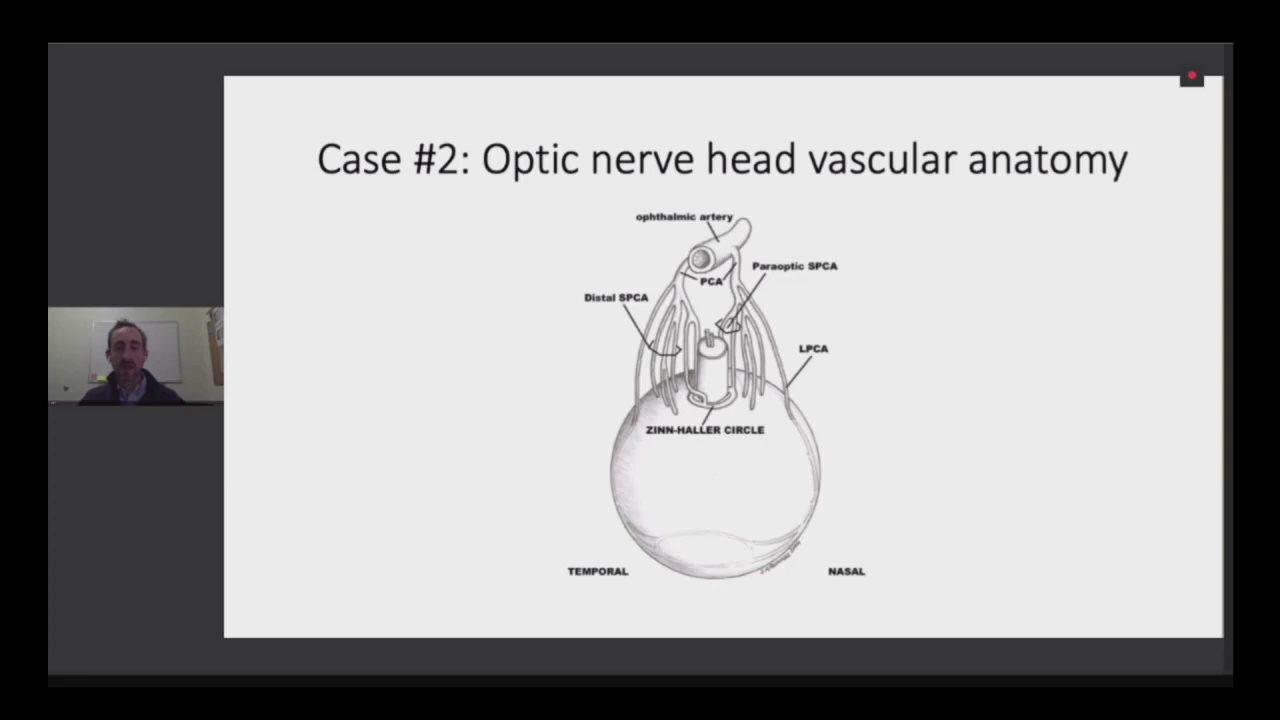 Case #2: Optic nerve head vascular anatomy
ophthalmic artery
Paraoptic SPCA
PCA
Distal SPCA
LPCA
ZINN-HALLER CIRCLE
TEMPORAL
NASAL